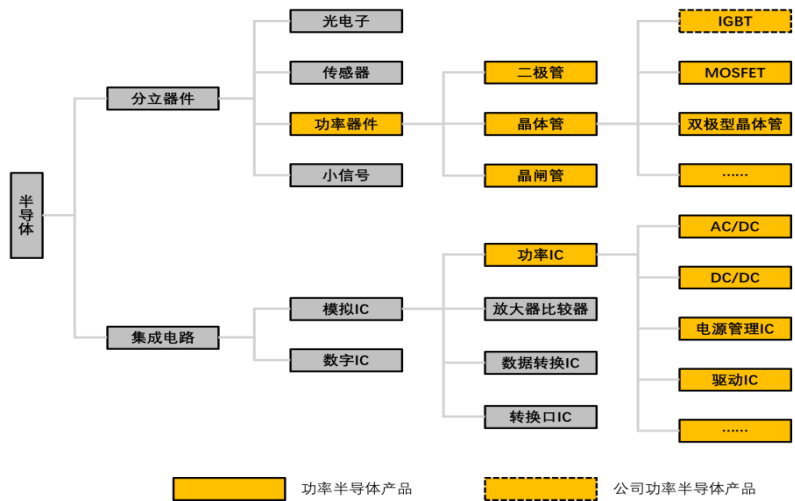 半导体
分立器件
集成电路
光电子
传感器
功率器件
小信号
模拟IC
数字IC
二极管
晶体管
晶闸管
功率IC
放大器比较器
数据转换IC
转换口IC
IGBT
MOSFET
双极型晶体管
……
AC/DC
DC/DC
电源管理IC
驱动IC
……
功率半导体产品
公司功率半导体产品